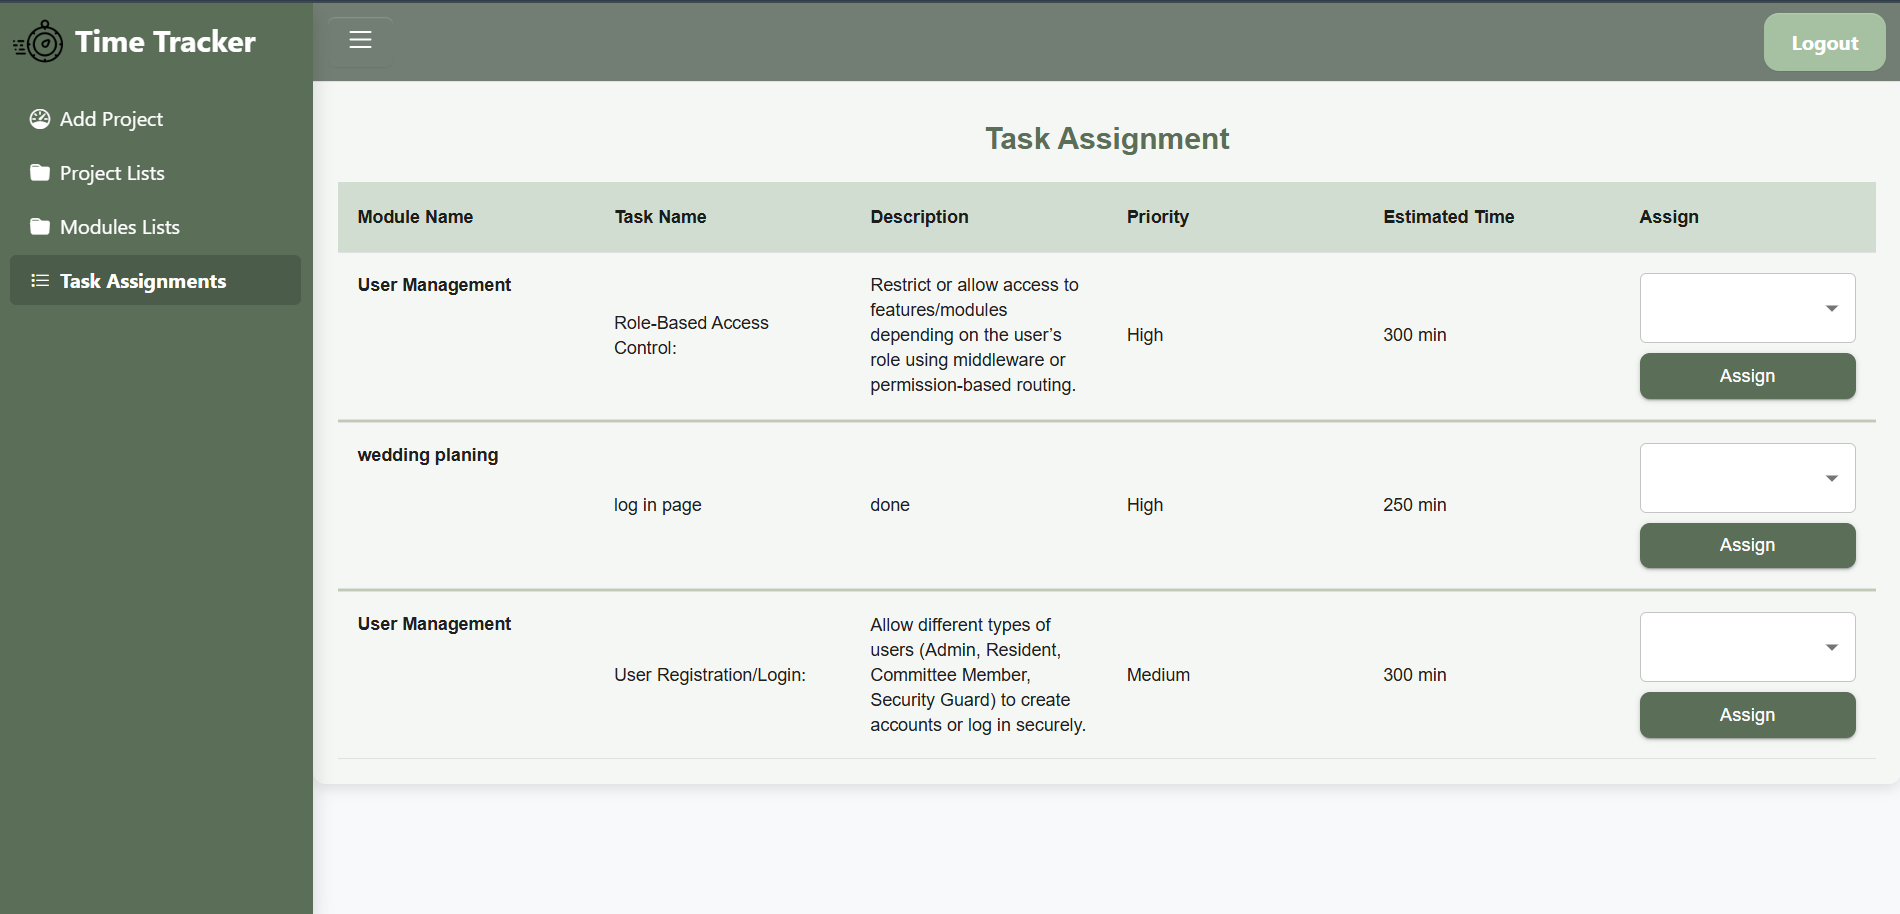 Time Tracker
Logout
Add Project
Project Lists
Modules Lists
Task Assignments
Task Assignment
Module Name Task Name Description Priority Estimated Time Assign
User Management
Role-Based Access
Control:
Restrict or allow access to
features/modules
depending on the user’s
role using middleware or
permission-based routing.
High
300 min
Assign
wedding planing
log in page
done
High
250 min
Assign
User Management
User Registration/Login:
Allow different types of
users (Admin, Resident,
Committee Member,
Security Guard) to create
accounts or log in securely.
Medium
300 min
Assign